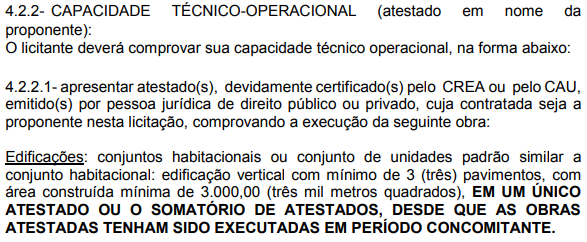 4.2.2- CAPACIDADE TÉCNICO-OPERACIONAL (atestado em nome da
proponente):
O licitante deverá comprovar sua capacidade técnico operacional, na forma abaixo:
4.2.2.1- apresentar atestado(s), devidamente certificado(s) pelo CREA ou pelo CAU,
emitido(s) por pessoa jurídica de direito público ou privado, cuja contratada seja a
proponente nesta licitação, comprovando a execução da seguinte obra:
Edificações: conjuntos habitacionais ou conjunto de unidades padrão similar a
conjunto habitacional: edificação vertical com mínimo de 3 (três) pavimentos, com
área construída mínima de 3.000,00 (três mil metros quadrados), EM UM ÚNICO
ATESTADO OU O SOMATÓRIO DE ATESTADOS, DESDE QUE AS OBRAS
ATESTADAS TENHAM SIDO EXECUTADAS EM PERÍODO CONCOMITANTE.